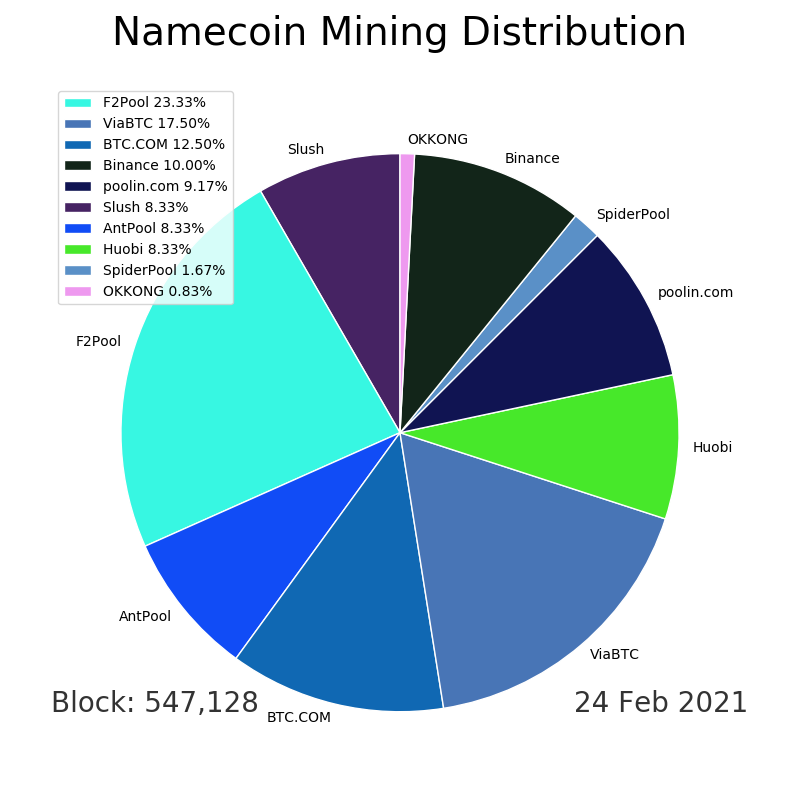 Namecoin Mining Distribution
F2Pool 23.33%
ViaBTC 17.50%
BTC.COM 12.50%
Binance 10.00%
poolin.com 9.17%
Slush 8.33%
AntPool 8.33%
Huobi 8.33%
SpiderPool 1.67%
OKKONG 0.83%
OKKONG
Slush
Binance
SpiderPool
poolin.com
F2Pool
Huobi
AntPool
ViaBTC
BTC.COM
Block: 547,128
24 Feb 2021